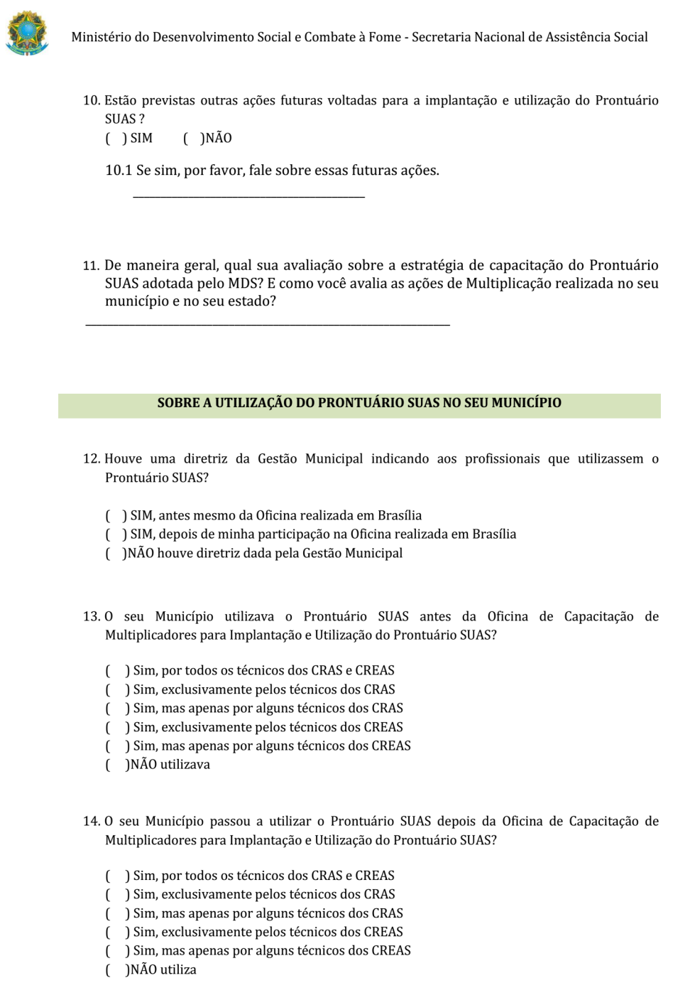 Ministério do Desenvolvimento Social e Combate à Fome - Secretaria Nacional de Assistência Social
10. Estão previstas outras ações futuras voltadas para a implantação e utilização do Prontuário
SUAS ?
( ) SIM ( )NÃO
10.1 Se sim, por favor, fale sobre essas futuras ações.
11. De maneira geral, qual sua avaliação sobre a estratégia de capacitação do Prontuário
SUAS adotada pelo MDS? E como você avalia as ações de Multiplicação realizada no seu
município e no seu estado?
SOBRE A UTILIZAÇÃO DO PRONTUÁRIO SUAS NO SEU MUNICÍPIO
12. Houve uma diretriz da Gestão Municipal indicando aos profissionais que utilizassem o
Prontuário SUAS?
( ) SIM, antes mesmo da Oficina realizada em Brasília
( ) SIM, depois de minha participação na Oficina realizada em Brasília
( )NÃO houve diretriz dada pela Gestão Municipal
13. O seu Município utilizava o Prontuário SUAS antes da Oficina de Capacitação de
Multiplicadores para Implantação e Utilização do Prontuário SUAS?
( ) Sim, por todos os técnicos dos CRAS e CREAS
( ) Sim, exclusivamente pelos técnicos dos CRAS
( ) Sim, mas apenas por alguns técnicos dos CRAS
( ) Sim, exclusivamente pelos técnicos dos CREAS
( ) Sim, mas apenas por alguns técnicos dos CREAS
( )NÃO utilizava
14. O seu Município passou a utilizar o Prontuário SUAS depois da Oficina de Capacitação de
Multiplicadores para Implantação e Utilização do Prontuário SUAS?
( ) Sim, por todos os técnicos dos CRAS e CREAS
( ) Sim, exclusivamente pelos técnicos dos CRAS
( ) Sim, mas apenas por alguns técnicos dos CRAS
( ) Sim, exclusivamente pelos técnicos dos CREAS
( ) Sim, mas apenas por alguns técnicos dos CREAS
( )NÃO utiliza